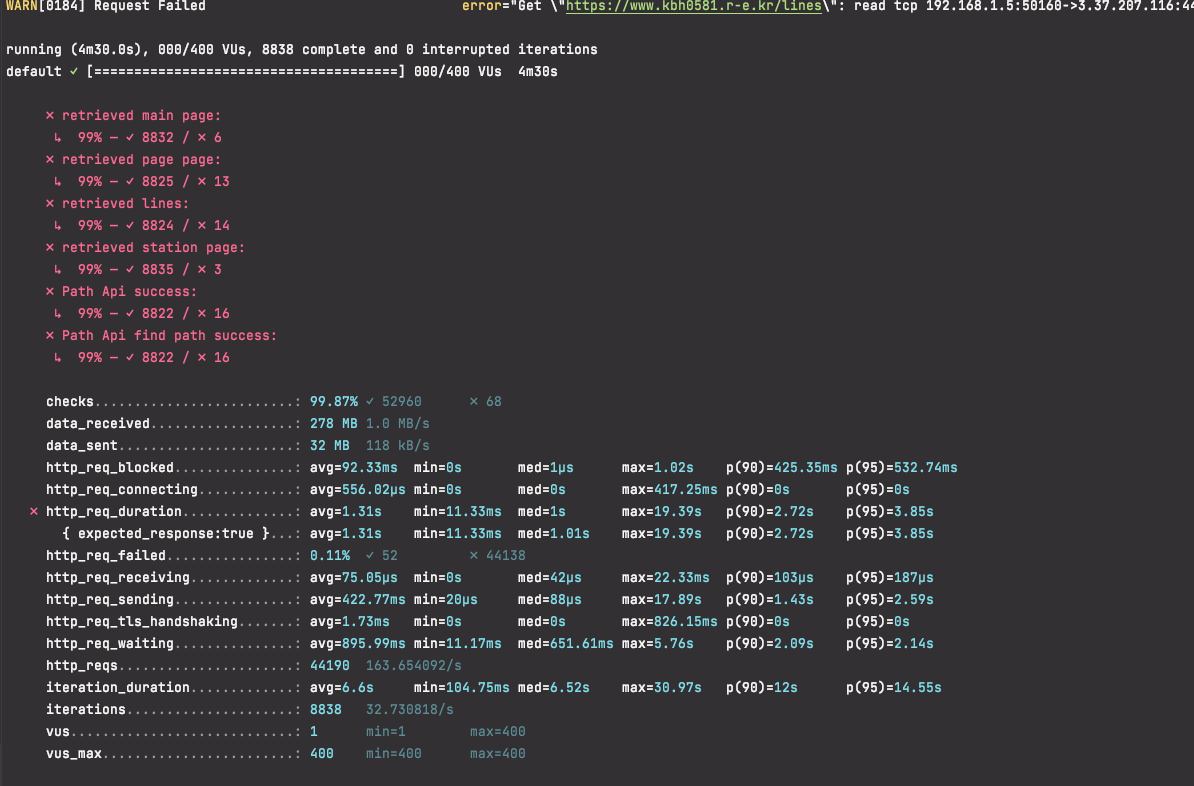 WARN[0184] Request Failed error="Get \"https://www.kbh0581.r-e.kr/lines\": read tcp 192.168.1.5:50160->3.37.207.116:44
running (4m30.0s), 000/400 VUs, 8838 complete and 0 interrupted iterations
default ✓ [======================================] 000/400 VUs  4m30s
✗ retrieved main page:
↳  99% — ✓ 8832 / ✗ 6
✗ retrieved page page:
↳  99% — ✓ 8825 / ✗ 13
✗ retrieved lines:
↳  99% — ✓ 8824 / ✗ 14
✗ retrieved station page:
↳  99% — ✓ 8835 / ✗ 3
✗ Path Api success:
↳  99% — ✓ 8822 / ✗ 16
✗ Path Api find path success:
↳  99% — ✓ 8822 / ✗ 16
checks.........................: 99.87% ✓ 52960 ✗ 68
data_received..................: 278 MB 1.0 MB/s
data_sent......................: 32 MB 118 kB/s
http_req_blocked...............: avg=92.33ms min=0s med=1µs max=1.02s p(90)=425.35ms p(95)=532.74ms
http_req_connecting............: avg=556.02µs min=0s med=0s max=417.25ms p(90)=0s p(95)=0s
✗ http_req_duration..............: avg=1.31s min=11.33ms med=1s max=19.39s p(90)=2.72s p(95)=3.85s
{ expected_response:true }...: avg=1.31s min=11.33ms med=1.01s max=19.39s p(90)=2.72s p(95)=3.85s
http_req_failed................: 0.11% ✓ 52 ✗ 44138
http_req_receiving.............: avg=75.05µs min=0s med=42µs max=22.33ms p(90)=103µs p(95)=187µs
http_req_sending...............: avg=422.77ms min=20µs med=88µs max=17.89s p(90)=1.43s p(95)=2.59s
http_req_tls_handshaking.......: avg=1.73ms min=0s med=0s max=826.15ms p(90)=0s p(95)=0s
http_req_waiting...............: avg=895.99ms min=11.17ms med=651.61ms max=5.76s p(90)=2.09s p(95)=2.14s
http_reqs......................: 44190 163.654092/s
iteration_duration.............: avg=6.6s min=104.75ms med=6.52s max=30.97s p(90)=12s p(95)=14.55s
iterations.....................: 8838 32.730818/s
vus............................: 1 min=1 max=400
vus_max........................: 400 min=400 max=400